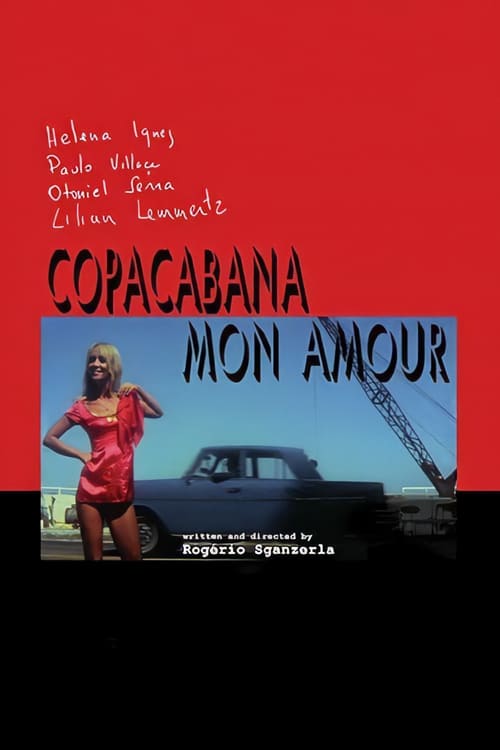 Helena Ignez
Paulo Villaça
Otoniel Serra
Lilian Lemmertz
COPACABANA
MON AMOUR
written and directed by
Rogério Sganzerla